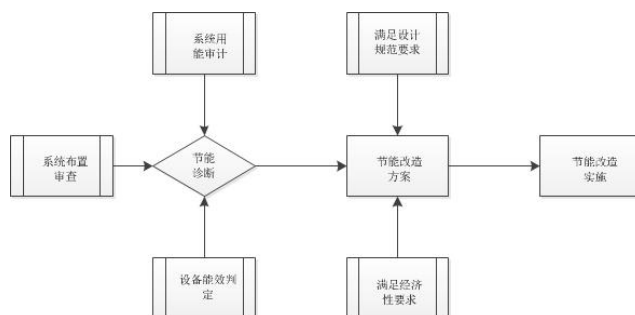 系统用
能审计
满足设计
规范要求
系统布置
审查
节能
诊断
节能改造
方案
节能改造
实施
设备能效判
定
满足经济
性要求